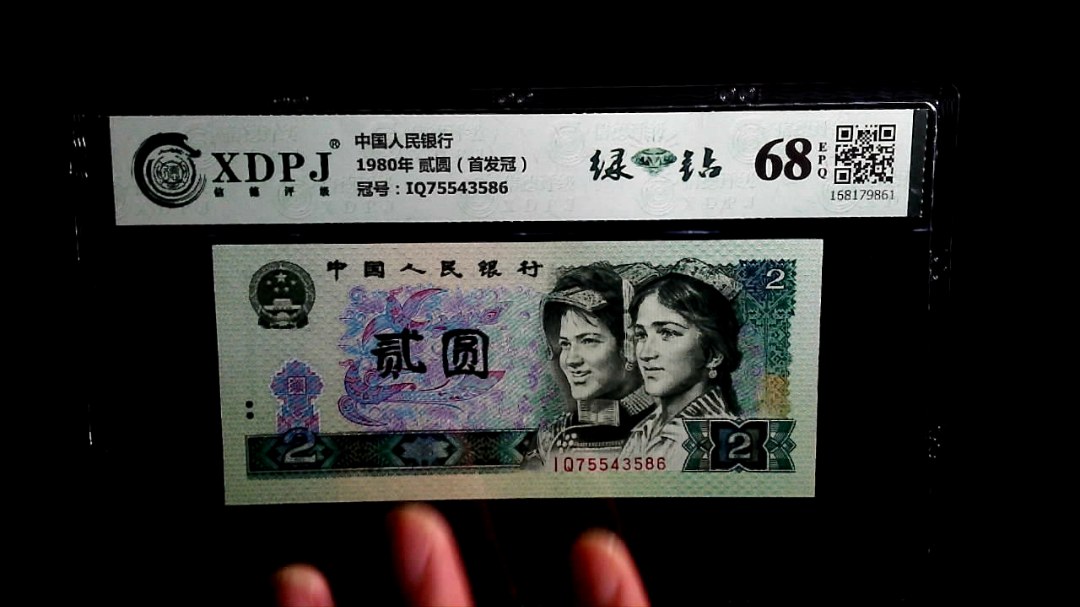 XDPJ®
信德评级
中国人民银行
1980年 贰圆（首发冠）
冠号：IQ75543586
绿钻
68
EPQ
168179861
中国人民银行
2
贰圆
2
2
IQ75543586